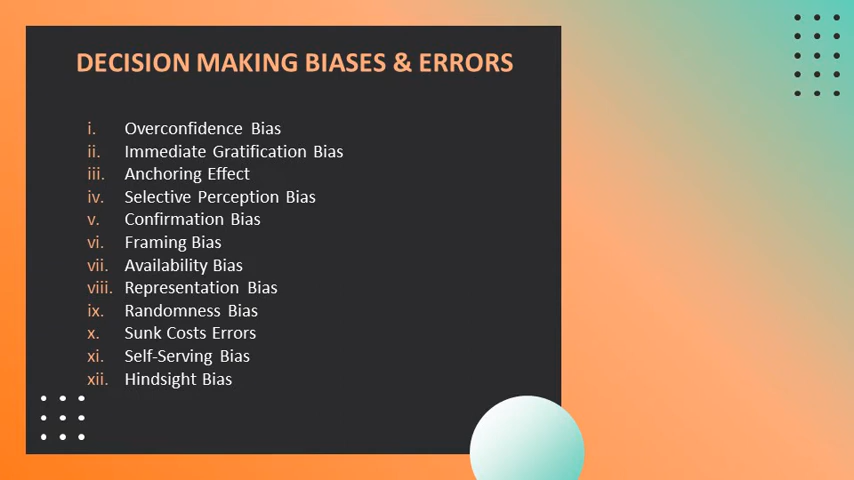 DECISION MAKING BIASES & ERRORS
i. Overconfidence Bias
ii. Immediate Gratification Bias
iii. Anchoring Effect
iv. Selective Perception Bias
v. Confirmation Bias
vi. Framing Bias
vii. Availability Bias
viii. Representation Bias
ix. Randomness Bias
x. Sunk Costs Errors
xi. Self-Serving Bias
xii. Hindsight Bias